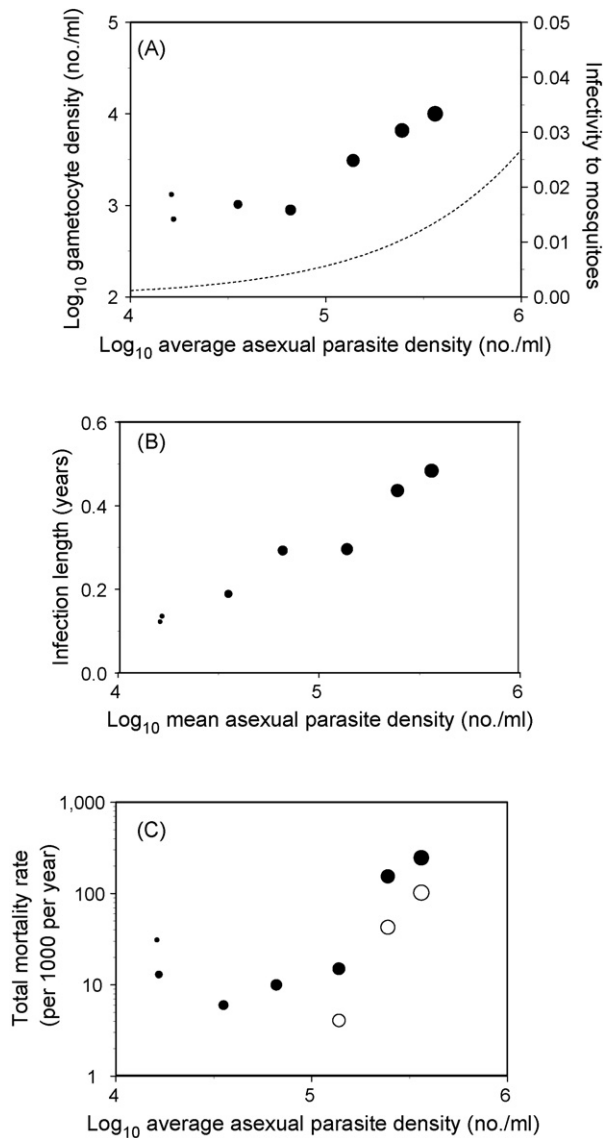 (A)
Log10 gametocyte density (no./ml)
5
4
3
2
0.05
0.04
0.03
0.02
0.01
0.00
Infectivity to mosquitoes
4 5 6
Log10 average asexual parasite density (no./ml)
(B)
Infection length (years)
0.6
0.4
0.2
0.0
4 5 6
Log10 mean asexual parasite density (no./ml)
(C)
Total mortality rate
(per 1000 per year)
1,000
100
10
1
4 5 6
Log10 average asexual parasite density (no./ml)